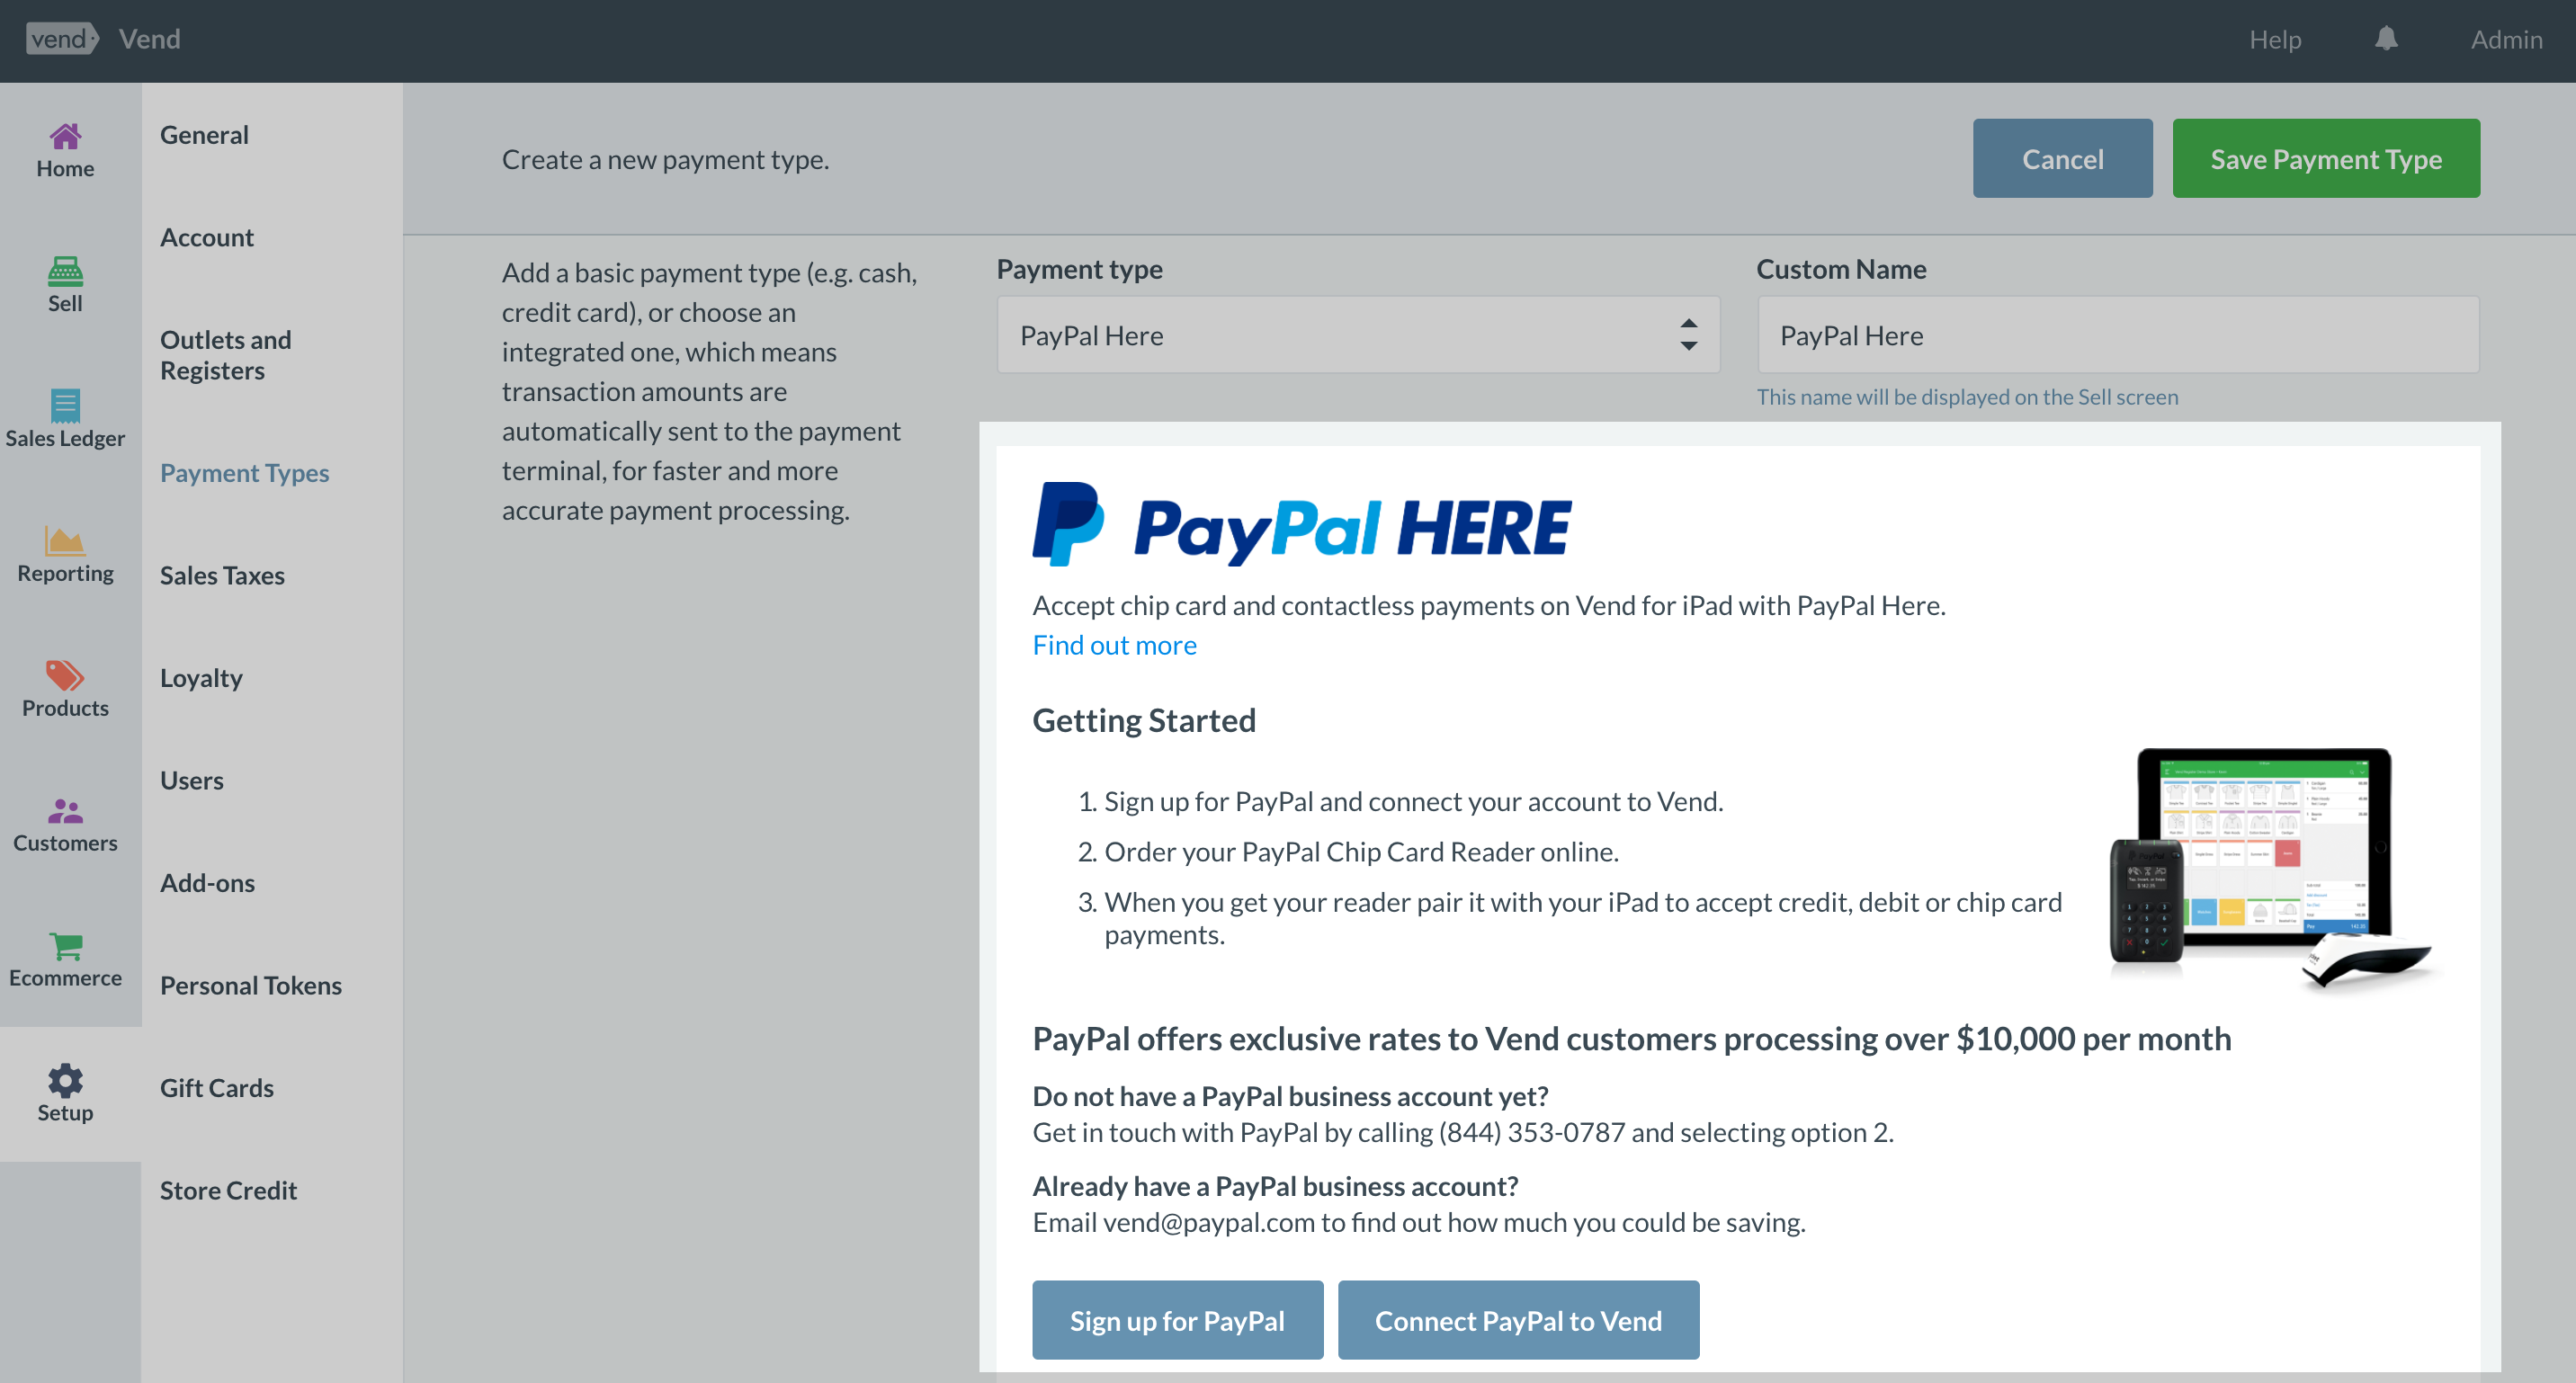 vend
Vend
Help
Admin
Home
Sell
Sales Ledger
Reporting
Products
Customers
Ecommerce
Setup
General
Account
Outlets and
Registers
Payment Types
Sales Taxes
Loyalty
Users
Add-ons
Personal Tokens
Gift Cards
Store Credit
Create a new payment type.
Cancel
Save Payment Type
Add a basic payment type (e.g. cash,
credit card), or choose an
integrated one, which means
transaction amounts are
automatically sent to the payment
terminal, for faster and more
accurate payment processing.
Payment type
PayPal Here
Custom Name
PayPal Here
This name will be displayed on the Sell screen
PayPal HERE
Accept chip card and contactless payments on Vend for iPad with PayPal Here.
Find out more
Getting Started
1. Sign up for PayPal and connect your account to Vend.
2. Order your PayPal Chip Card Reader online.
3. When you get your reader pair it with your iPad to accept credit, debit or chip card
payments.
PayPal offers exclusive rates to Vend customers processing over $10,000 per month
Do not have a PayPal business account yet?
Get in touch with PayPal by calling (844) 353-0787 and selecting option 2.
Already have a PayPal business account?
Email vend@paypal.com to find out how much you could be saving.
Sign up for PayPal
Connect PayPal to Vend